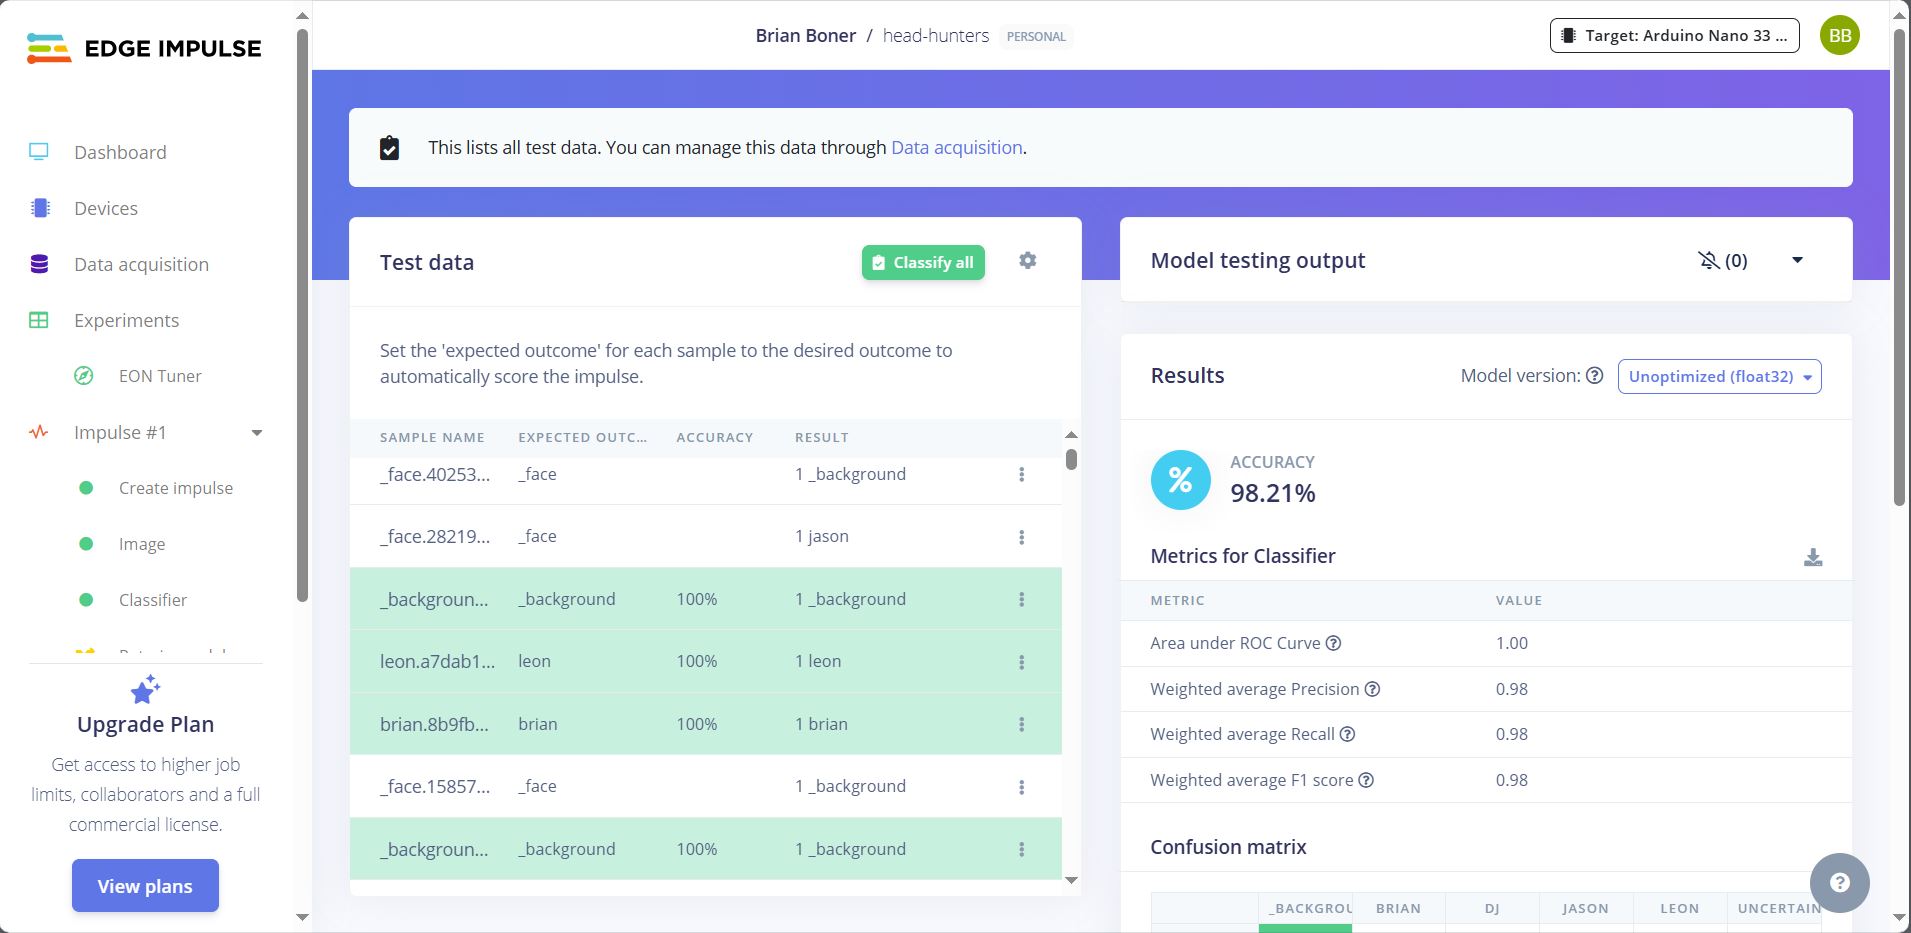 EDGE IMPULSE
Brian Boner / head-hunters PERSONAL
Target: Arduino Nano 33 ...
BB
Dashboard
Devices
Data acquisition
Experiments
EON Tuner
Impulse #1
Create impulse
Image
Classifier
Upgrade Plan
Get access to higher job
limits, collaborators and a full
commercial license.
View plans
This lists all test data. You can manage this data through Data acquisition.
Test data
Classify all
Set the 'expected outcome' for each sample to the desired outcome to
automatically score the impulse.
SAMPLE NAME EXPECTED OUTC... ACCURACY RESULT
_face.40253... _face 1 _background
_face.28219... _face 1 jason
_backgroun... _background 100% 1 _background
leon.a7dab1... leon 100% 1 leon
brian.8b9fb... brian 100% 1 brian
_face.15857... _face 1 _background
_backgroun... _background 100% 1 _background
Model testing output
(0)
Results
Model version: ? Unoptimized (float32)
%
ACCURACY
98.21%
Metrics for Classifier
METRIC VALUE
Area under ROC Curve ? 1.00
Weighted average Precision ? 0.98
Weighted average Recall ? 0.98
Weighted average F1 score ? 0.98
Confusion matrix
_BACKGROU BRIAN DJ JASON LEON UNCERTAIN
?